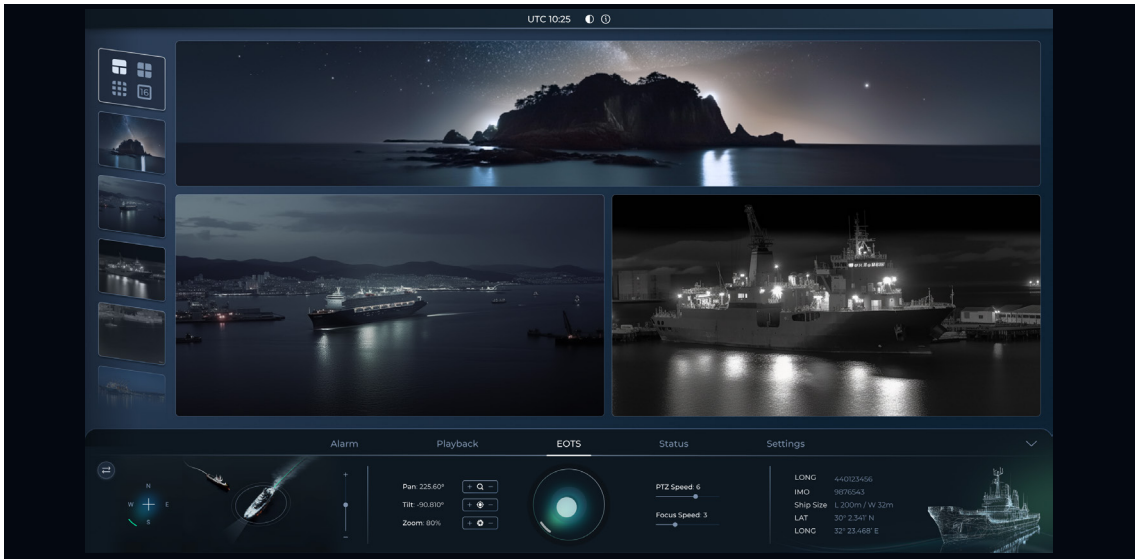 UTC 10:25
16
Alarm
Playback
EOTS
Status
Settings
N
W
E
S
+
−
Pan: 225.60°
+ −
Tilt: -90.810°
+ −
Zoom: 80%
+ −
PTZ Speed: 6
Focus Speed: 3
LONG 440123456
IMO 9876543
Ship Size L 200m / W 32m
LAT 30° 2.341' N
LONG 32° 23.468' E